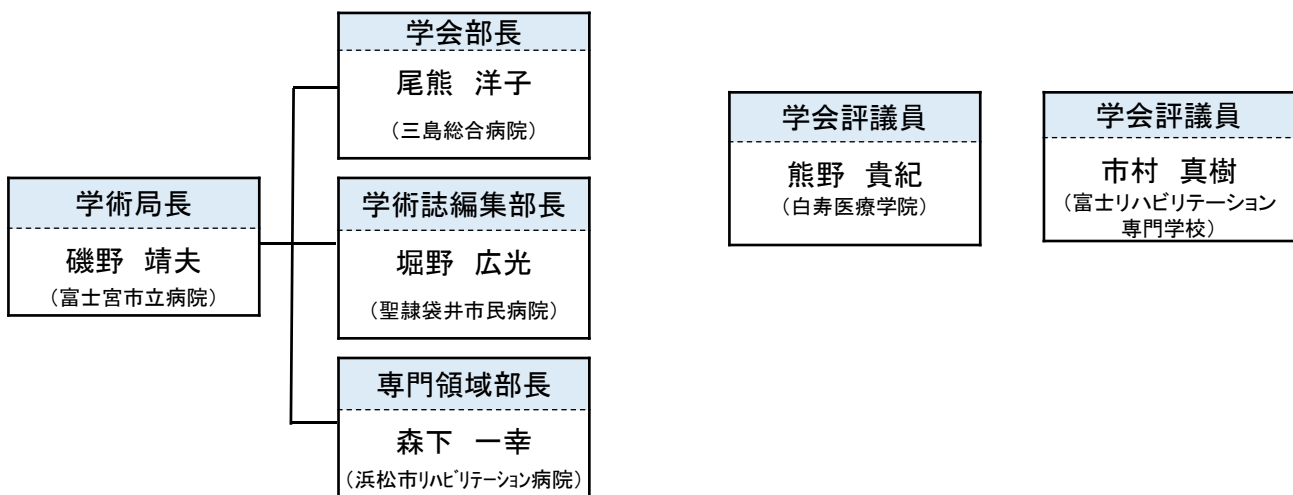 学会部長
尾熊 洋子
（三島総合病院）
学術局長
磯野 靖夫
（富士宮市立病院）
学術誌編集部長
堀野 広光
（聖隷袋井市民病院）
専門領域部長
森下 一幸
（浜松市ﾘﾊﾋﾞﾘﾃｰｼｮﾝ病院）
学会評議員
熊野 貴紀
（白寿医療学院）
学会評議員
市村 真樹
（富士リハビリテーション
専門学校）